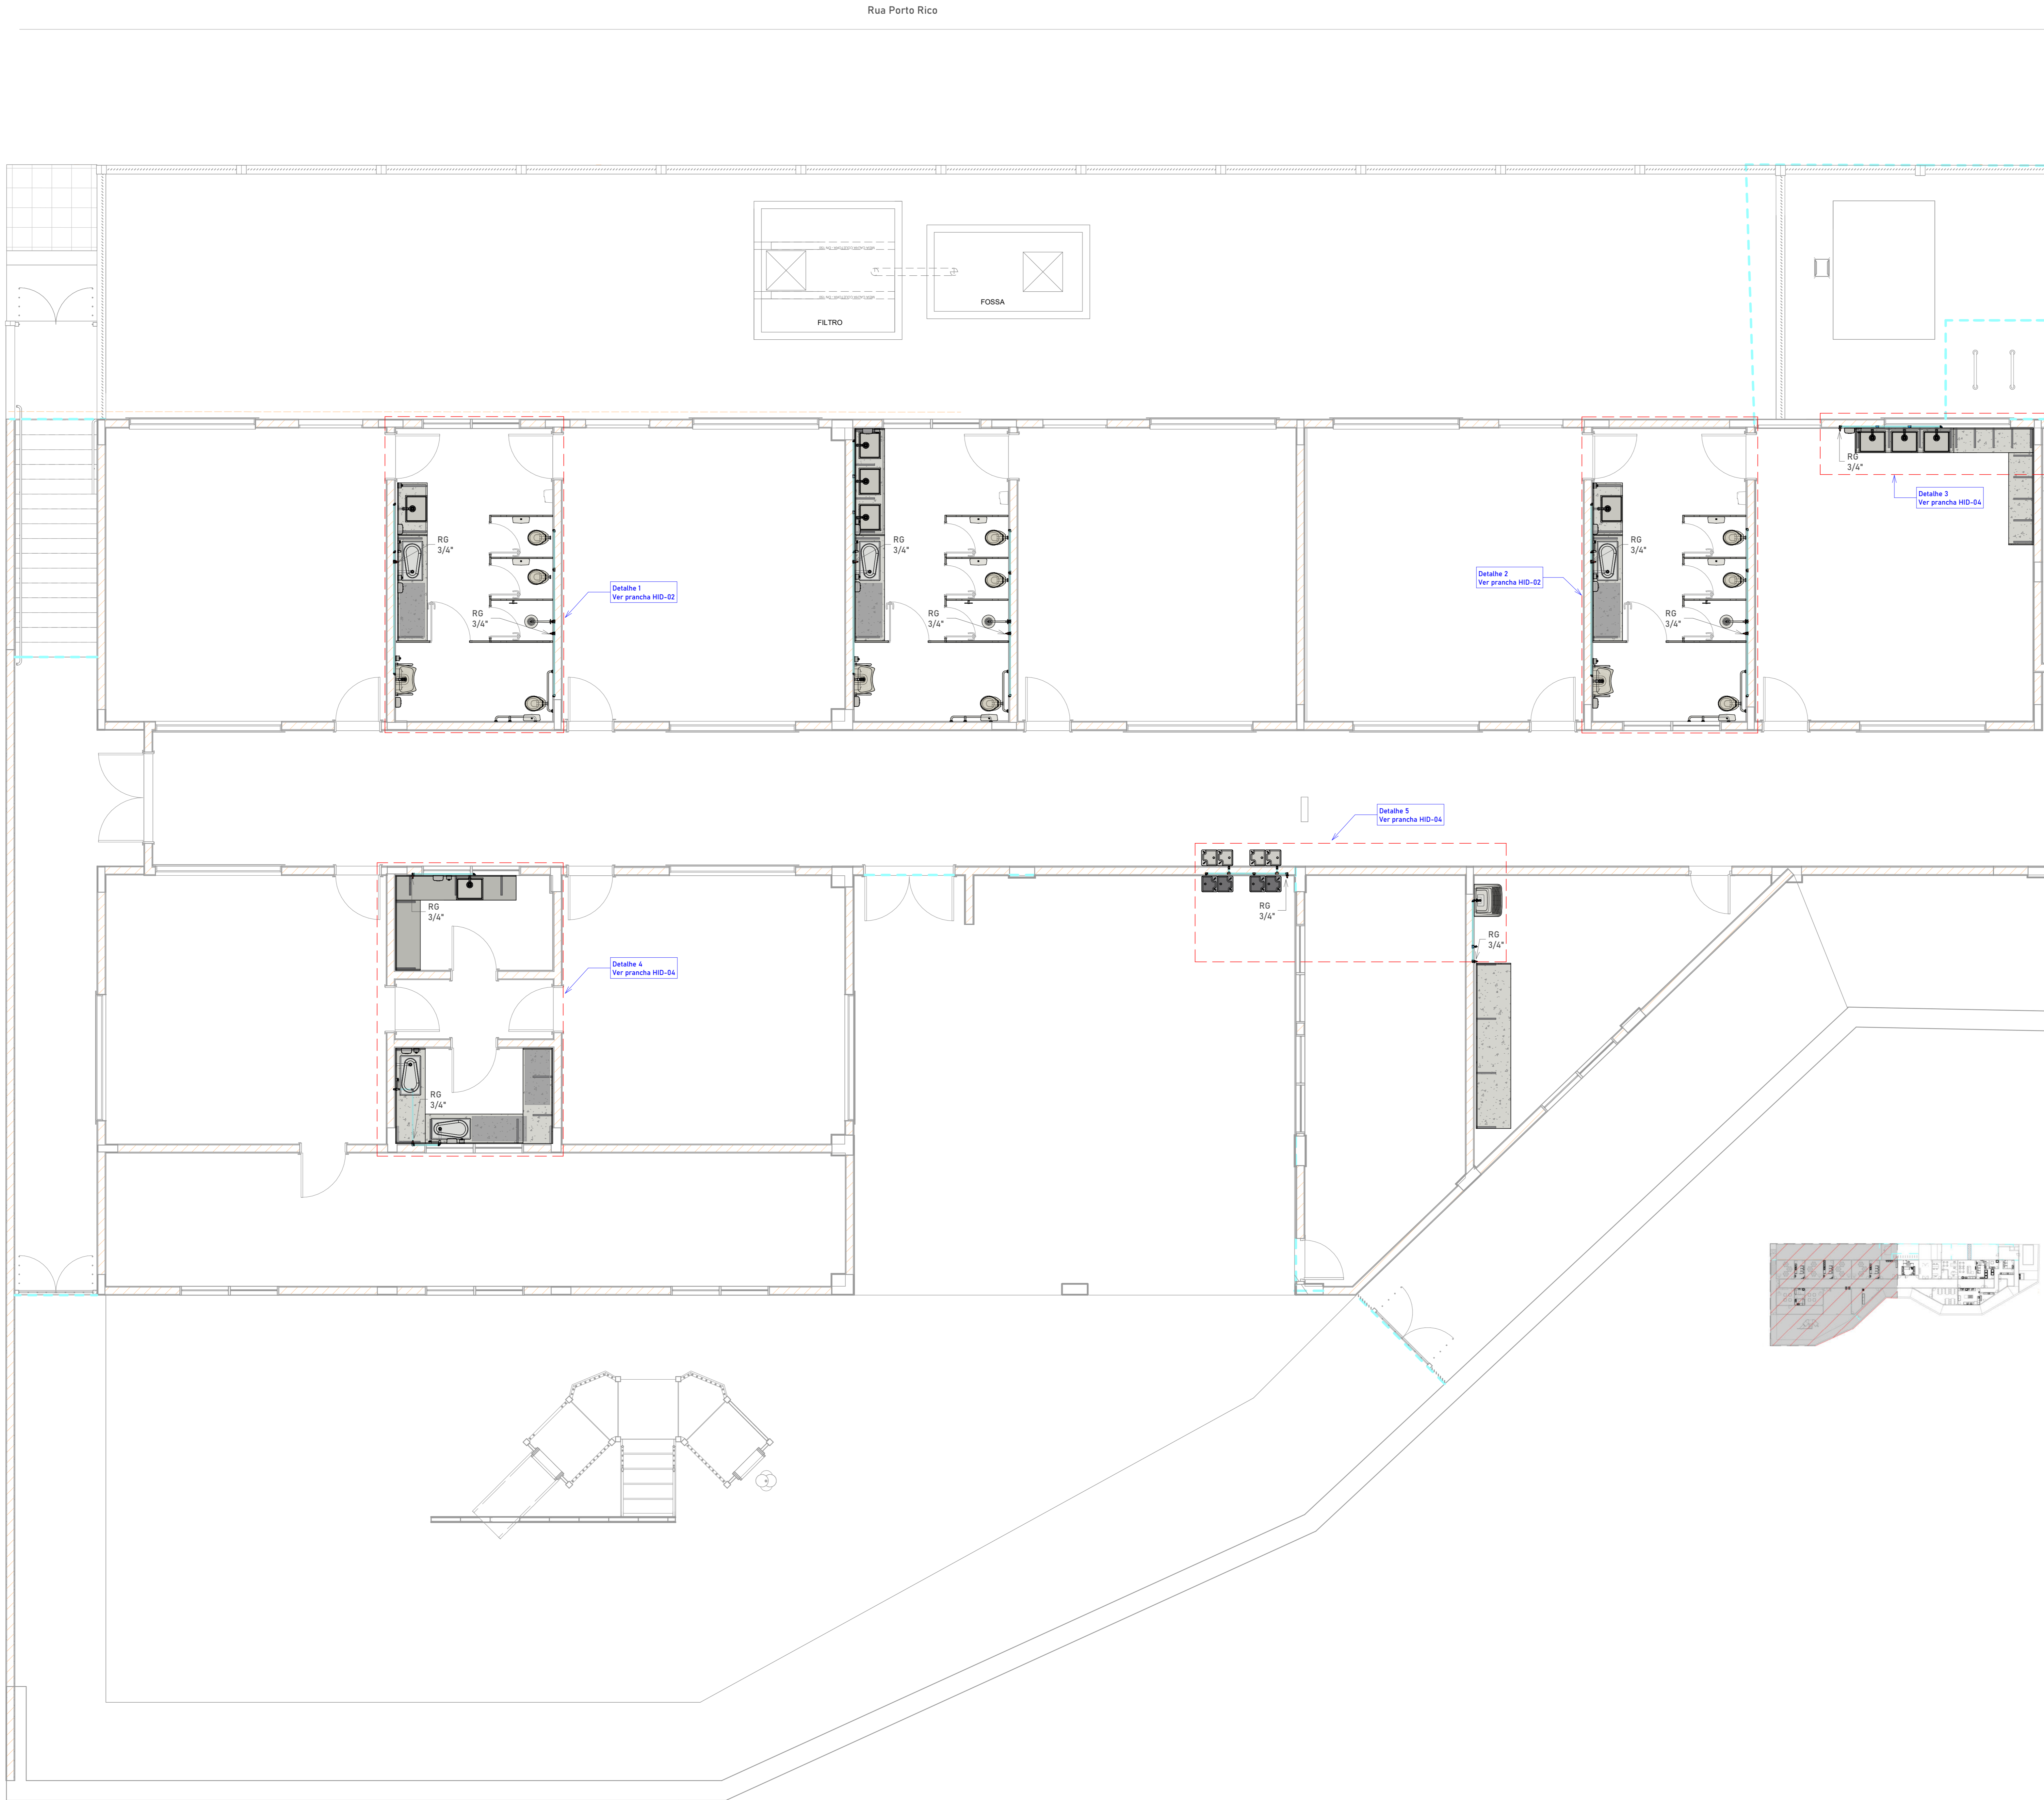 Rua Porto Rico
FILTRO
FOSSA
RG
3/4"
Detalhe 3
Ver prancha HID-04
RG
3/4"
RG
3/4"
RG
3/4"
Detalhe 1
Ver prancha HID-02
Detalhe 2
Ver prancha HID-02
RG
3/4"
RG
3/4"
RG
3/4"
Detalhe 5
Ver prancha HID-04
RG
3/4"
RG
3/4"
RG
3/4"
Detalhe 4
Ver prancha HID-04
RG
3/4"